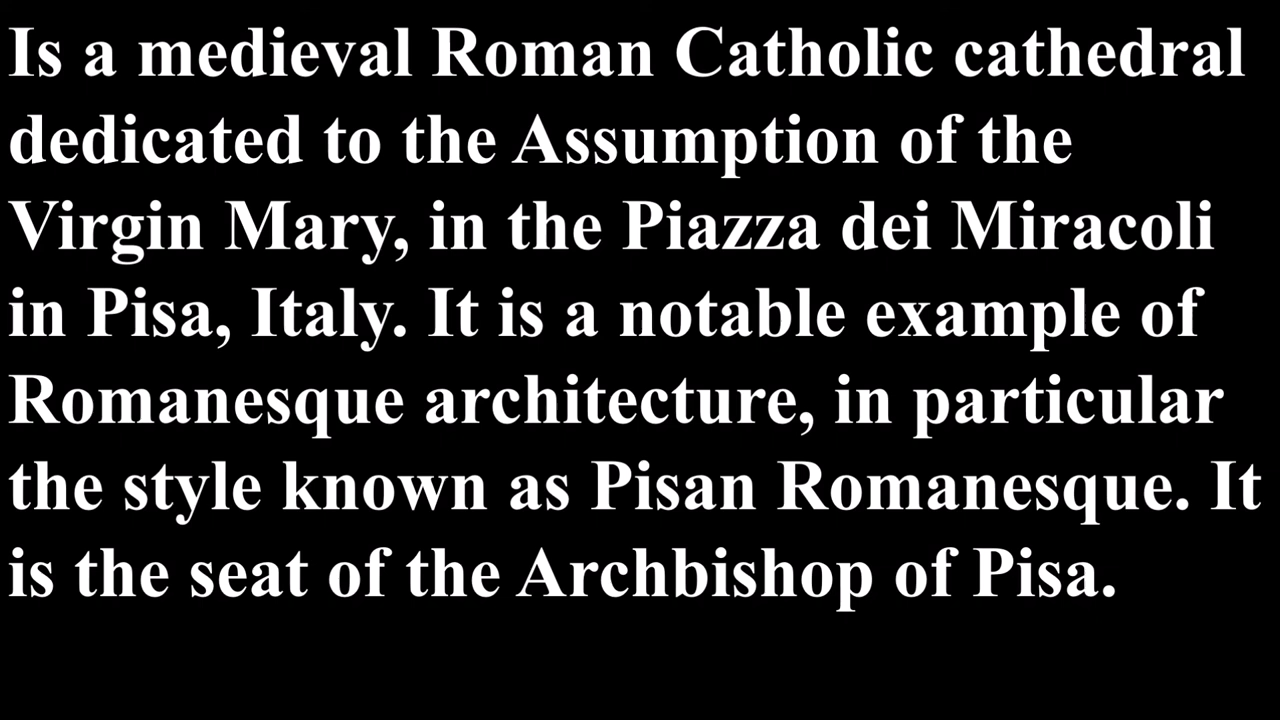 Is a medieval Roman Catholic cathedral
dedicated to the Assumption of the
Virgin Mary, in the Piazza dei Miracoli
in Pisa, Italy. It is a notable example of
Romanesque architecture, in particular
the style known as Pisan Romanesque. It
is the seat of the Archbishop of Pisa.